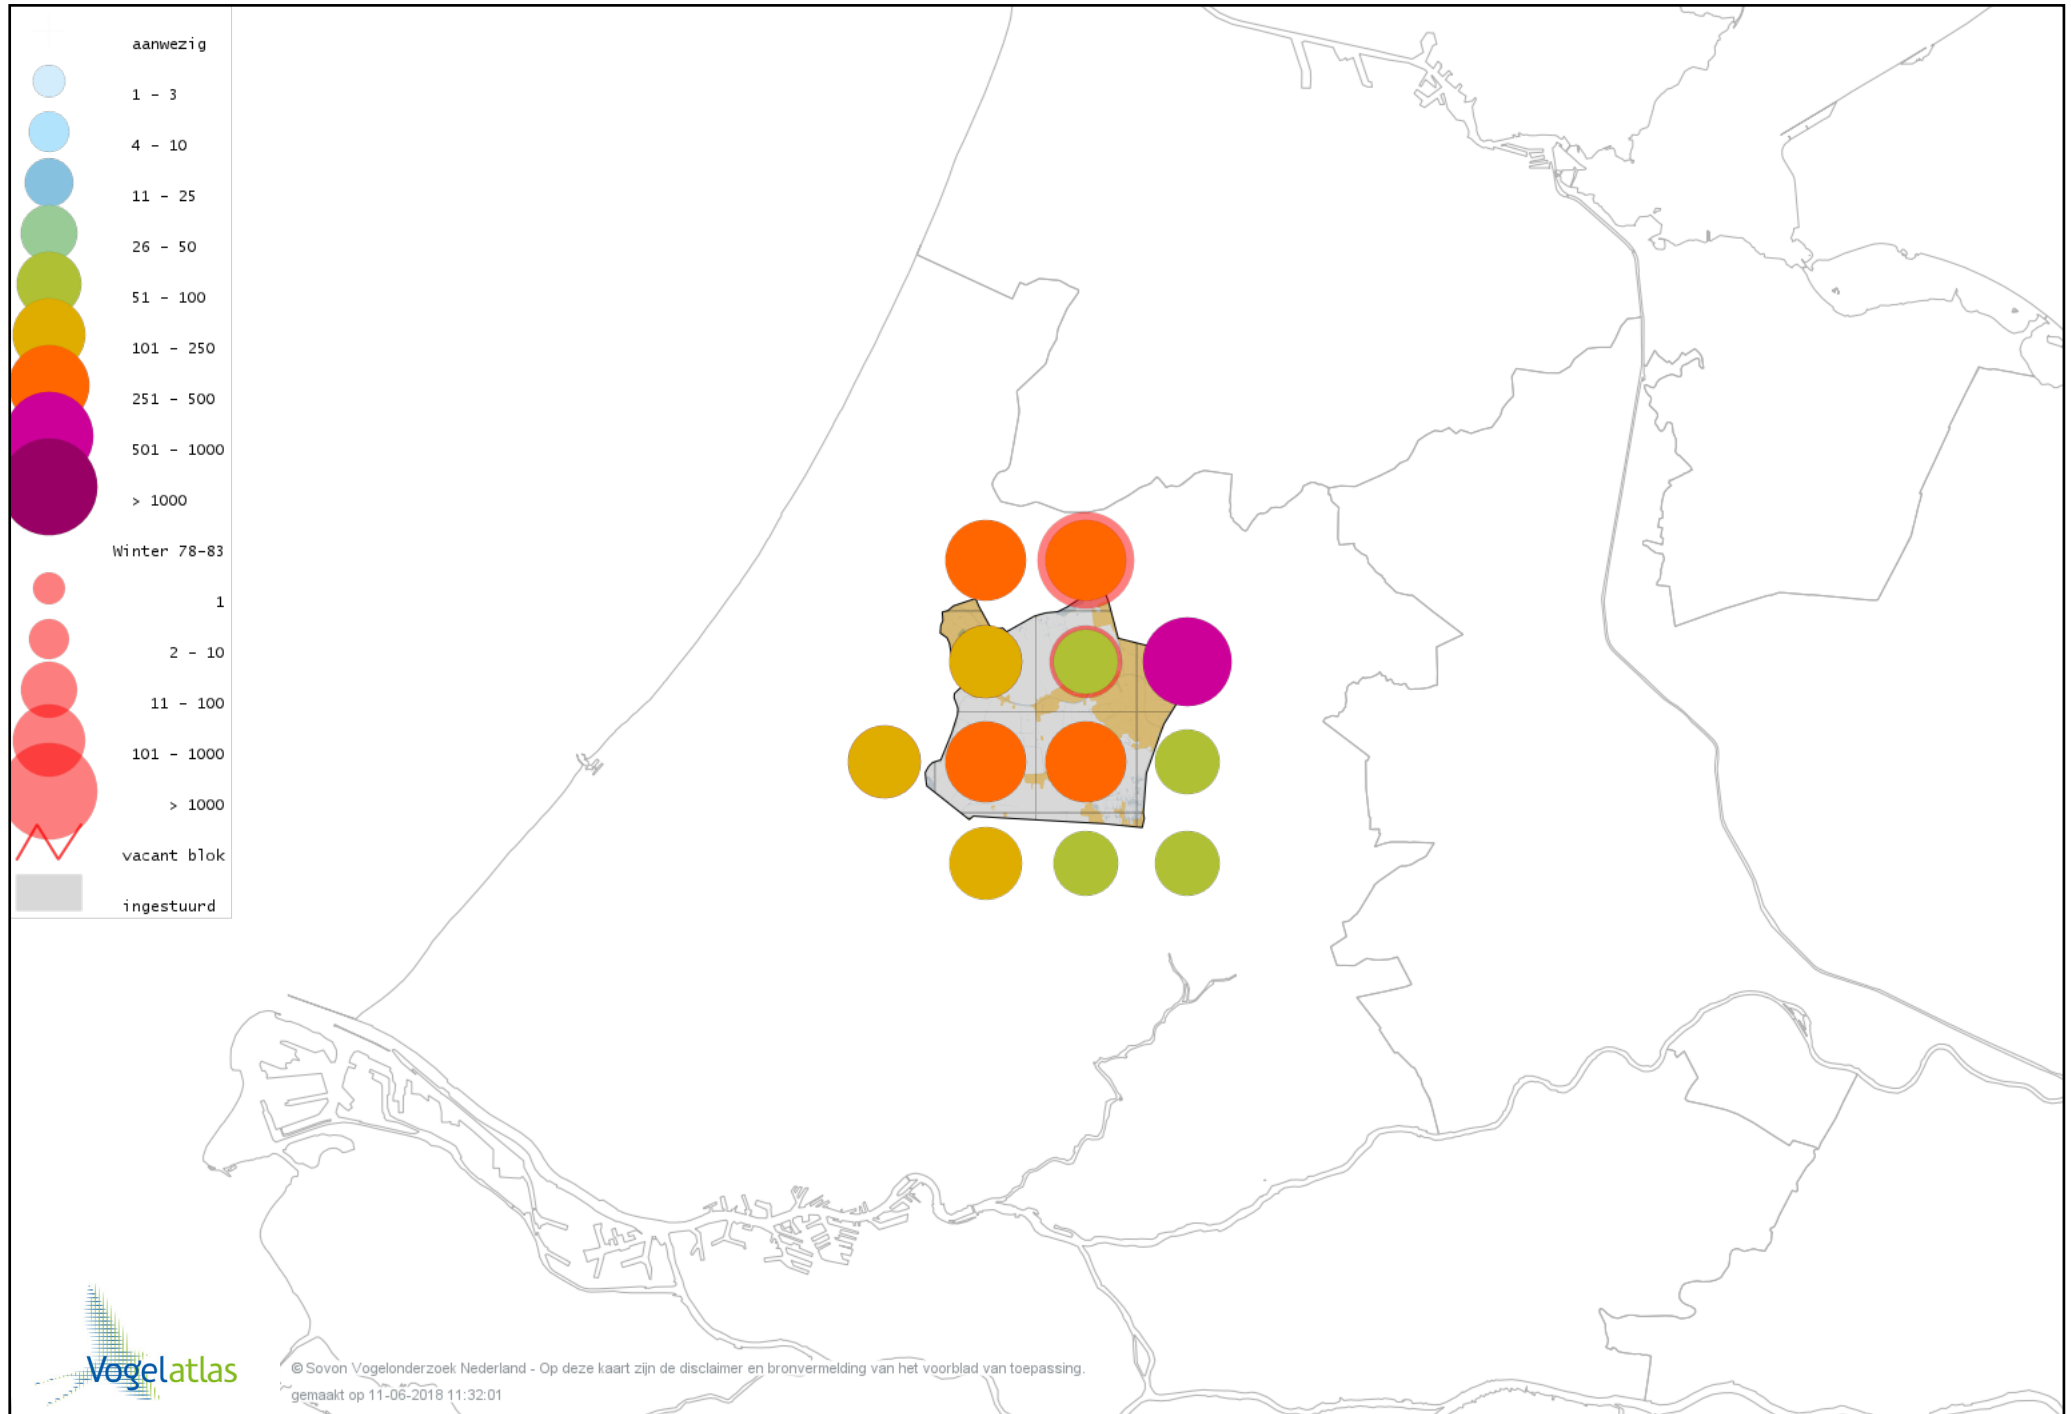 aanwezig
1 - 3
4 - 10
11 - 25
26 - 50
51 - 100
101 - 250
251 - 500
501 - 1000
> 1000
Winter 78-83
1
2 - 10
11 - 100
101 - 1000
> 1000
vacant blok
ingestuurd
Vogelatlas
© Sovon Vogelonderzoek Nederland - Op deze kaart zijn de disclaimer en bronvermelding van het voorblad van toepassing.
gemaakt op 11-06-2018 11:32:01